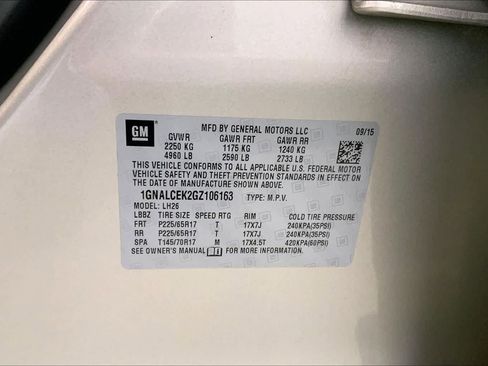 GM
MFD BY GENERAL MOTORS LLC 09/15
GVWR GAWR FRT GAWR RR
2250 KG 1175 KG 1240 KG
4960 LB 2590 LB 2733 LB
THIS VEHICLE CONFORMS TO ALL APPLICABLE U.S. FEDERAL MOTOR
VEHICLE SAFETY AND THEFT PREVENTION STANDARDS IN EFFECT ON
THE DATE OF MANUFACTURE SHOWN ABOVE.
1GNALCEK2GZ106163 TYPE: M.P.V.
MODEL: LH26
LBBZ TIRE SIZE SPEED RTG RIM COLD TIRE PRESSURE
FRT P225/65R17 T 17X7J 240KPA(35PSI)
RR P225/65R17 T 17X7J 240KPA(35PSI)
SPA T145/70R17 M 17X4.5T 420KPA(60PSI)
SEE OWNER'S MANUAL FOR MORE INFORMATION.